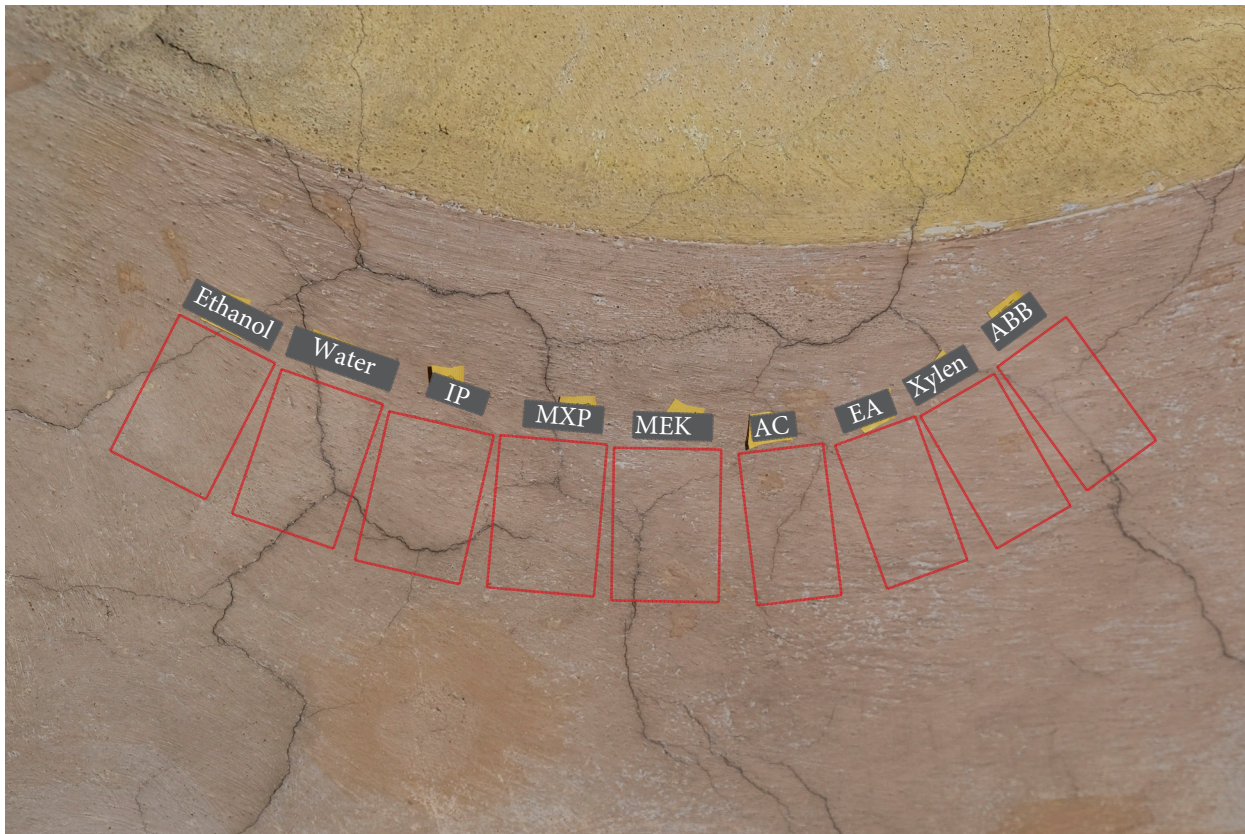 Ethanol
Water
IP
MXP
MEK
AC
EA
Xylen
ABB